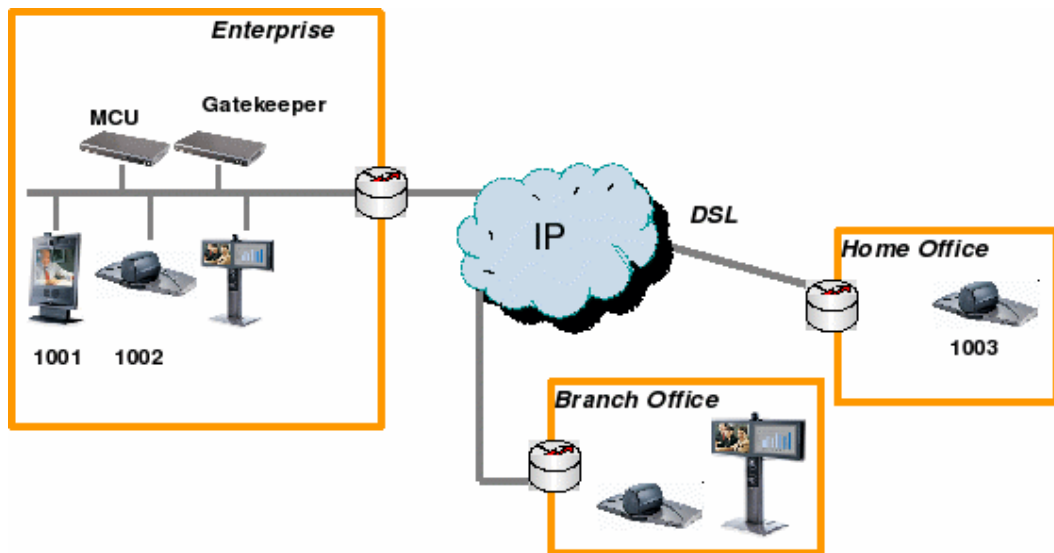 Enterprise
MCU
Gatekeeper
1001
1002
IP
DSL
Home Office
1003
Branch Office